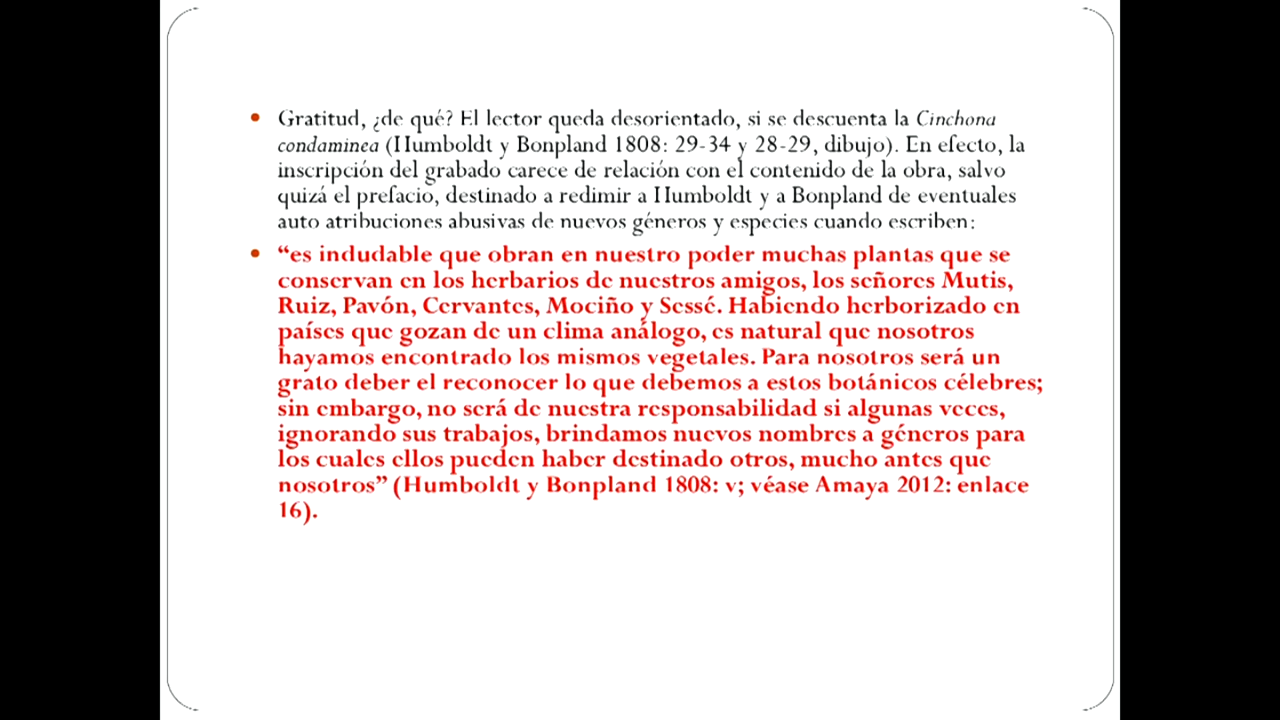 • Gratitud, ¿de qué? El lector queda desorientado, si se descuenta la Cinchona
condaminea (Humboldt y Bonpland 1808: 29-34 y 28-29, dibujo). En efecto, la
inscripción del grabado carece de relación con el contenido de la obra, salvo
quizá el prefacio, destinado a redimir a Humboldt y a Bonpland de eventuales
auto atribuciones abusivas de nuevos géneros y especies cuando escriben:
• “es indudable que obran en nuestro poder muchas plantas que se
conservan en los herbarios de nuestros amigos, los señores Mutis,
Ruiz, Pavón, Cervantes, Mociño y Sessé. Habiendo herborizado en
países que gozan de un clima análogo, es natural que nosotros
hayamos encontrado los mismos vegetales. Para nosotros será un
grato deber el reconocer lo que debemos a estos botánicos célebres;
sin embargo, no será de nuestra responsabilidad si algunas veces,
ignorando sus trabajos, brindamos nuevos nombres a géneros para
los cuales ellos pueden haber destinado otros, mucho antes que
nosotros” (Humboldt y Bonpland 1808: v; véase Amaya 2012: enlace
16).